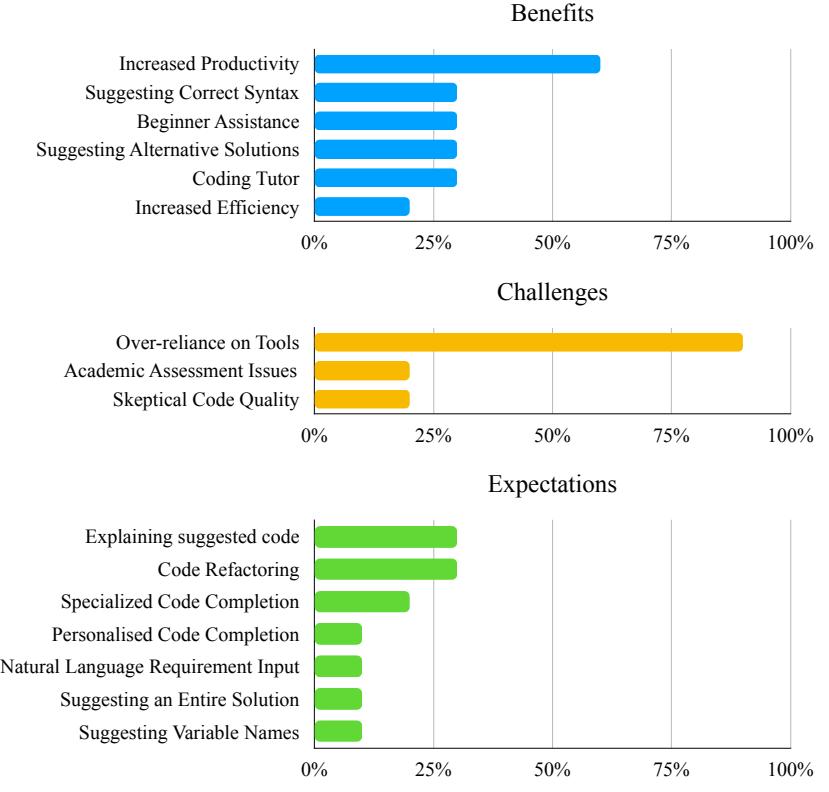 Benefits
Increased Productivity
Suggesting Correct Syntax
Beginner Assistance
Suggesting Alternative Solutions
Coding Tutor
Increased Efficiency
0% 25% 50% 75% 100%
Challenges
Over-reliance on Tools
Academic Assessment Issues
Skeptical Code Quality
0% 25% 50% 75% 100%
Expectations
Explaining suggested code
Code Refactoring
Specialized Code Completion
Personalised Code Completion
Natural Language Requirement Input
Suggesting an Entire Solution
Suggesting Variable Names
0% 25% 50% 75% 100%